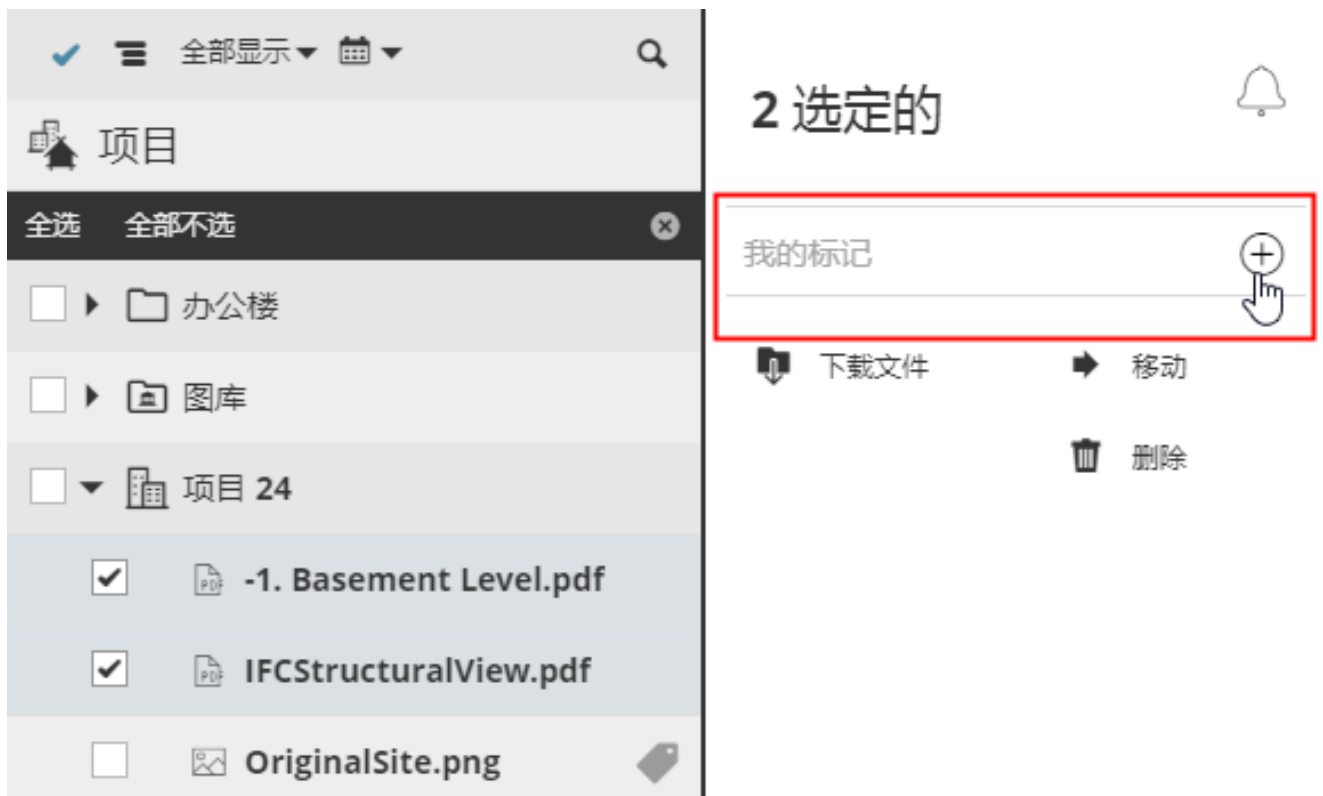 全部显示
项目
全选 全部不选
办公楼
图库
项目 24
-1. Basement Level.pdf
IFCStructuralView.pdf
OriginalSite.png
2 选定的
我的标记
下载文件 移动
删除